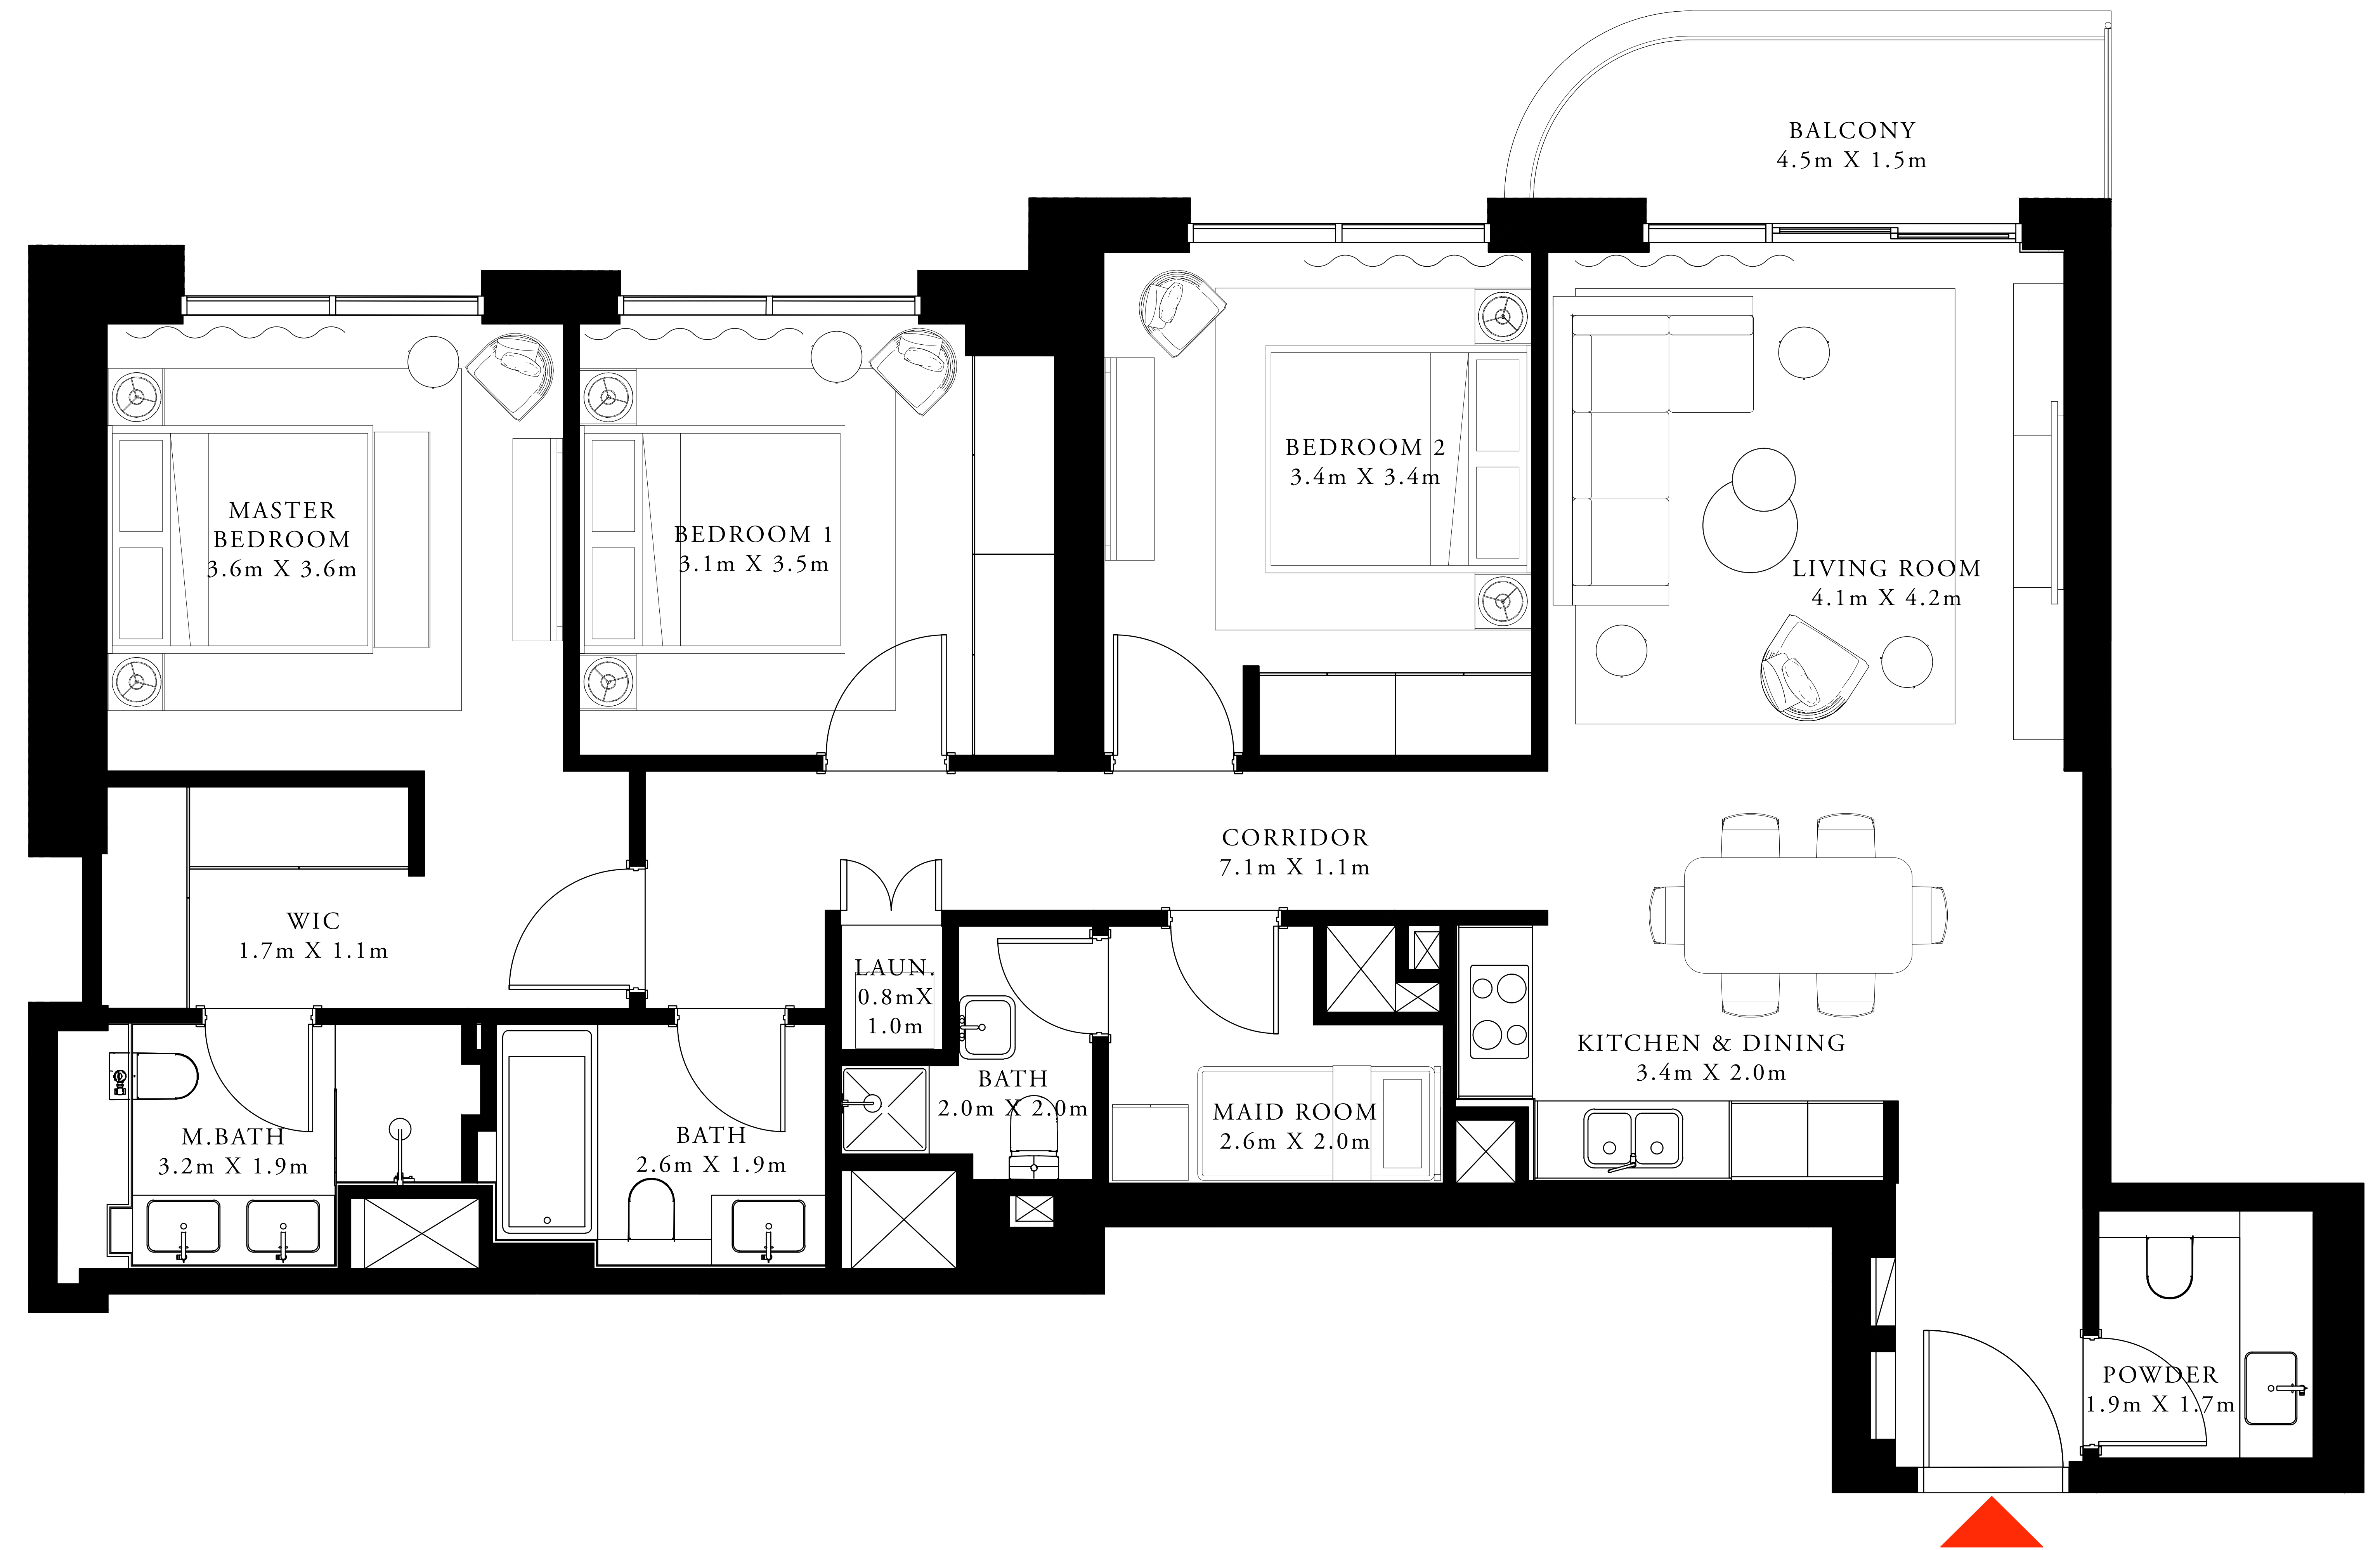 BALCONY
4.5m X 1.5m
BEDROOM 2
3.4m X 3.4m
MASTER
BEDROOM
3.6m X 3.6m
BEDROOM 1
3.1m X 3.5m
LIVING ROOM
4.1m X 4.2m
CORRIDOR
7.1m X 1.1m
WIC
1.7m X 1.1m
LAUN.
0.8mX
1.0m
KITCHEN & DINING
3.4m X 2.0m
BATH
2.0m X 2.0m
MAID ROOM
2.6m X 2.0m
M.BATH
3.2m X 1.9m
BATH
2.6m X 1.9m
POWDER
1.9m X 1.7m